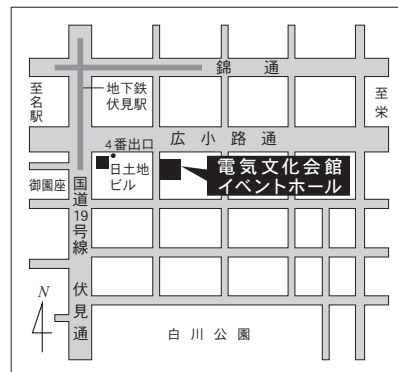 錦通
至名駅
地下鉄
伏見駅
至栄
広小路通
4番出口
日土地
ビル
電気文化会館
イベントホール
御園座
国道19号線
伏見通
N
白川公園